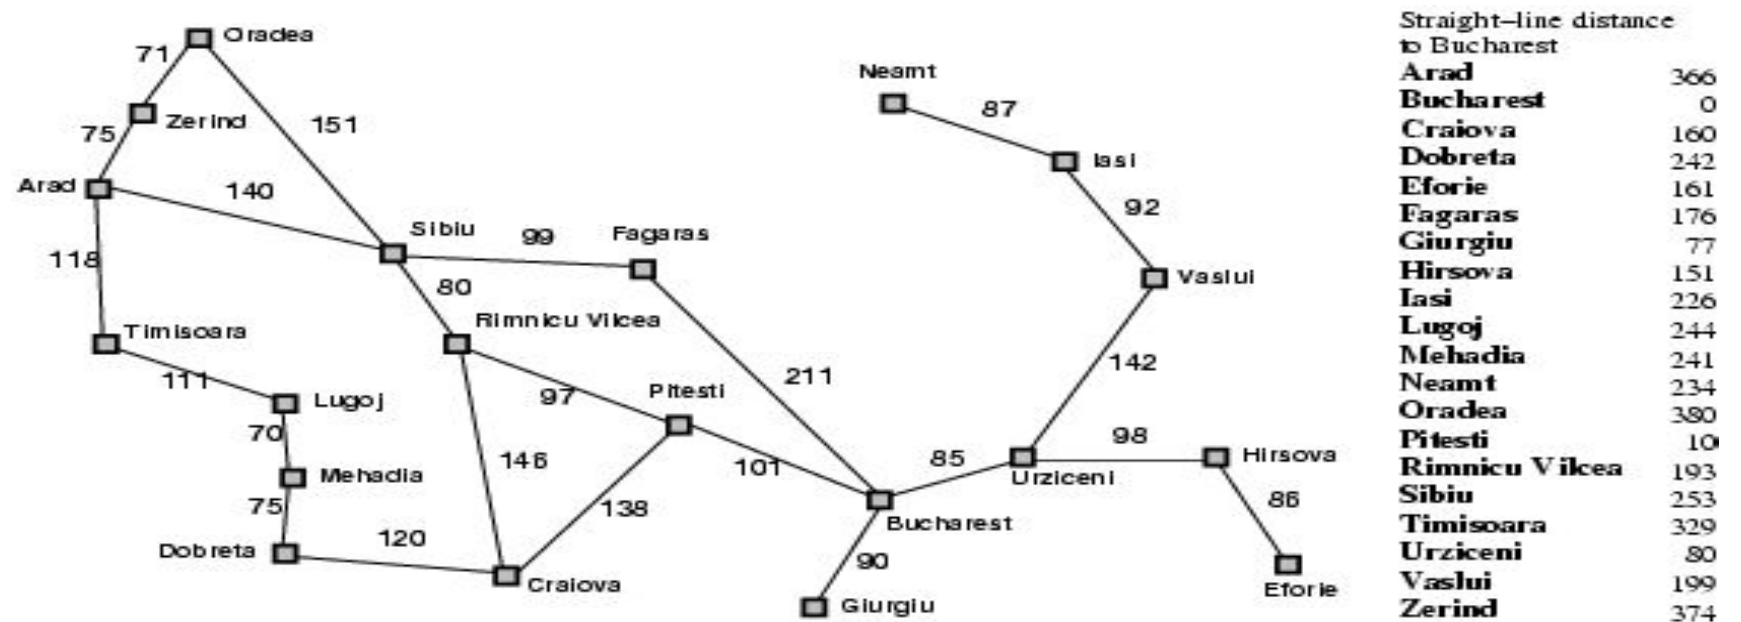 Oradea
71
Neamt
87
Zerind
151
75
Iasi
Arad
140
92
Sibiu
99
Fagaras
118
80
Vaslui
Rimnicu Vilcea
Timisoara
142
111
211
Lugoj
97
Pitesti
70
98
146
101
85
Hirsova
Mehadia
Urziceni
75
138
86
Bucharest
120
Dobreta
90
Craiova
Eforie
Giurgiu
Straight-line distance
to Bucharest
Arad 366
Bucharest 0
Craiova 160
Dobreta 242
Eforie 161
Fagaras 176
Giurgiu 77
Hirsova 151
Iasi 226
Lugoj 244
Mehadia 241
Neamt 234
Oradea 380
Pitesti 10
Rimnicu Vilcea 193
Sibiu 253
Timisoara 329
Urziceni 80
Vaslui 199
Zerind 374